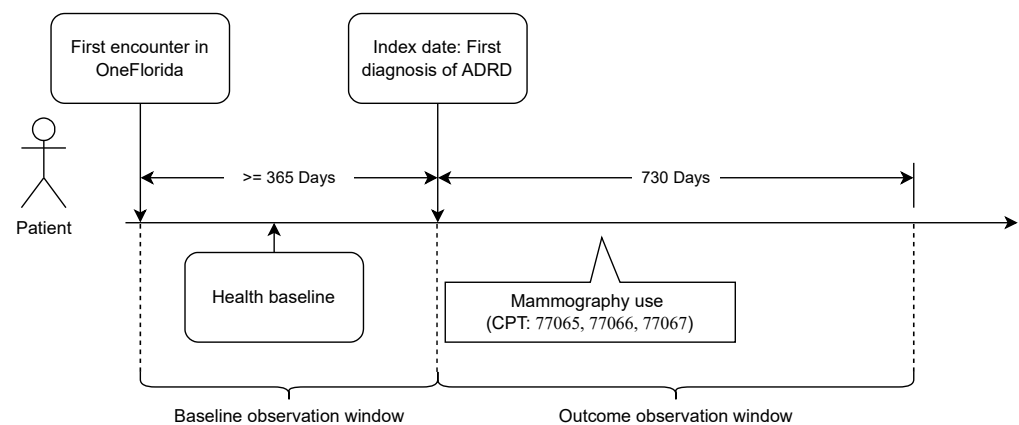 First encounter in
OneFlorida
Index date: First
diagnosis of ADRD
>= 365 Days
730 Days
Patient
Health baseline
Mammography use
(CPT: 77065, 77066, 77067)
Baseline observation window
Outcome observation window